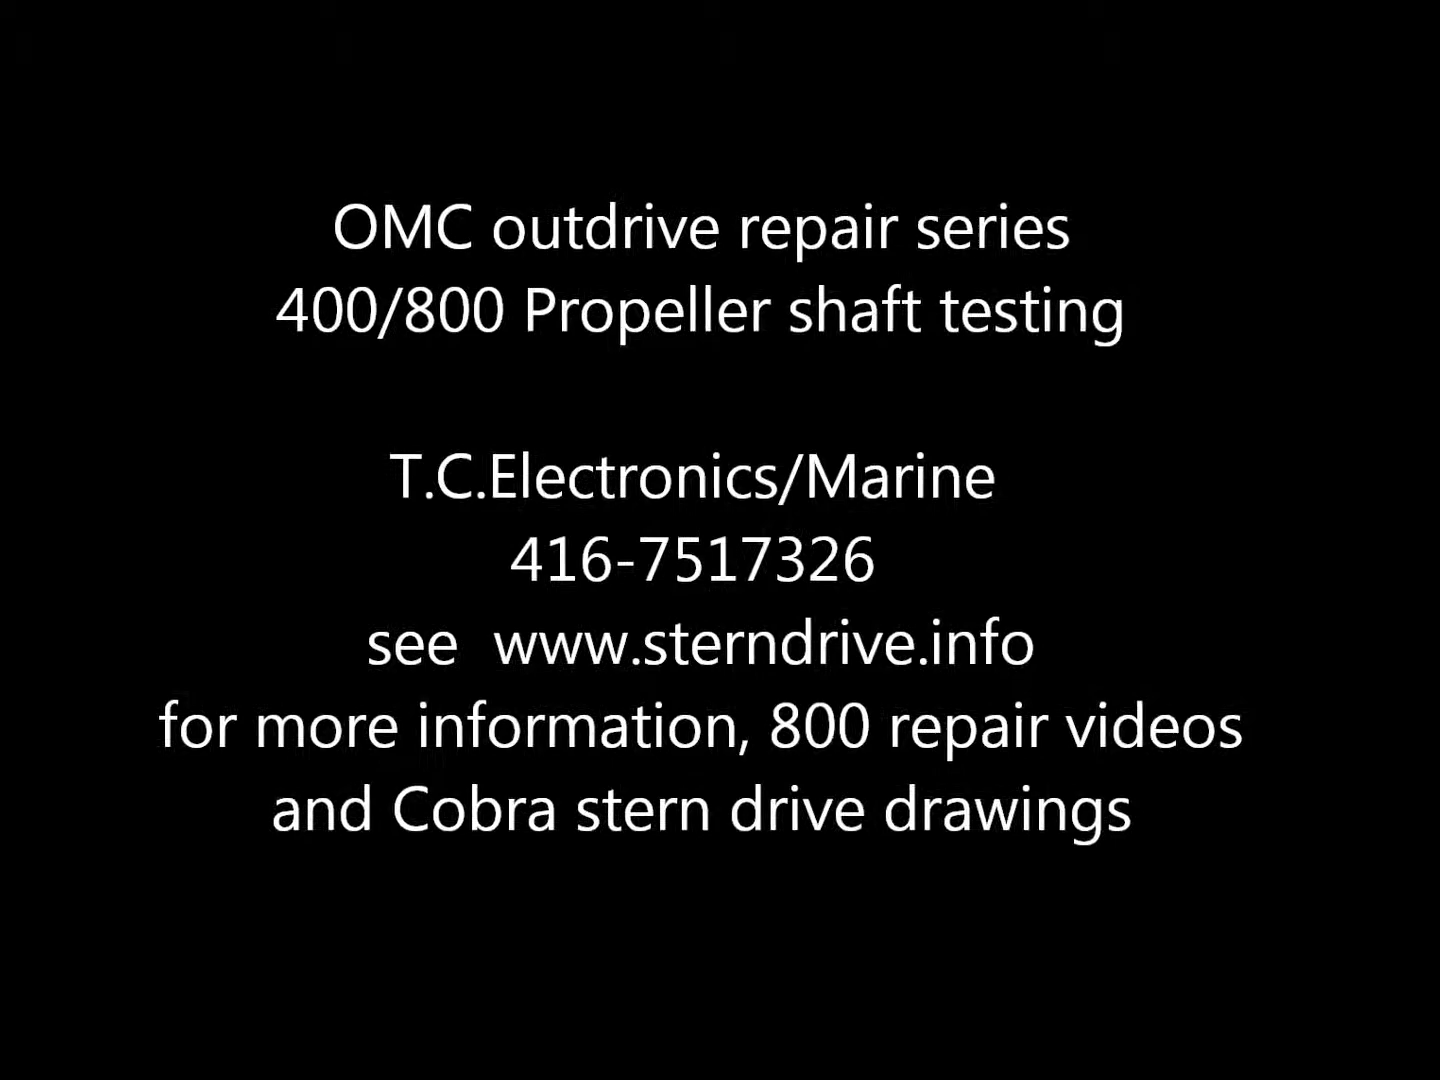 OMC outdrive repair series
400/800 Propeller shaft testing
T.C.Electronics/Marine
416-7517326
see  www.sterndrive.info
for more information, 800 repair videos
and Cobra stern drive drawings